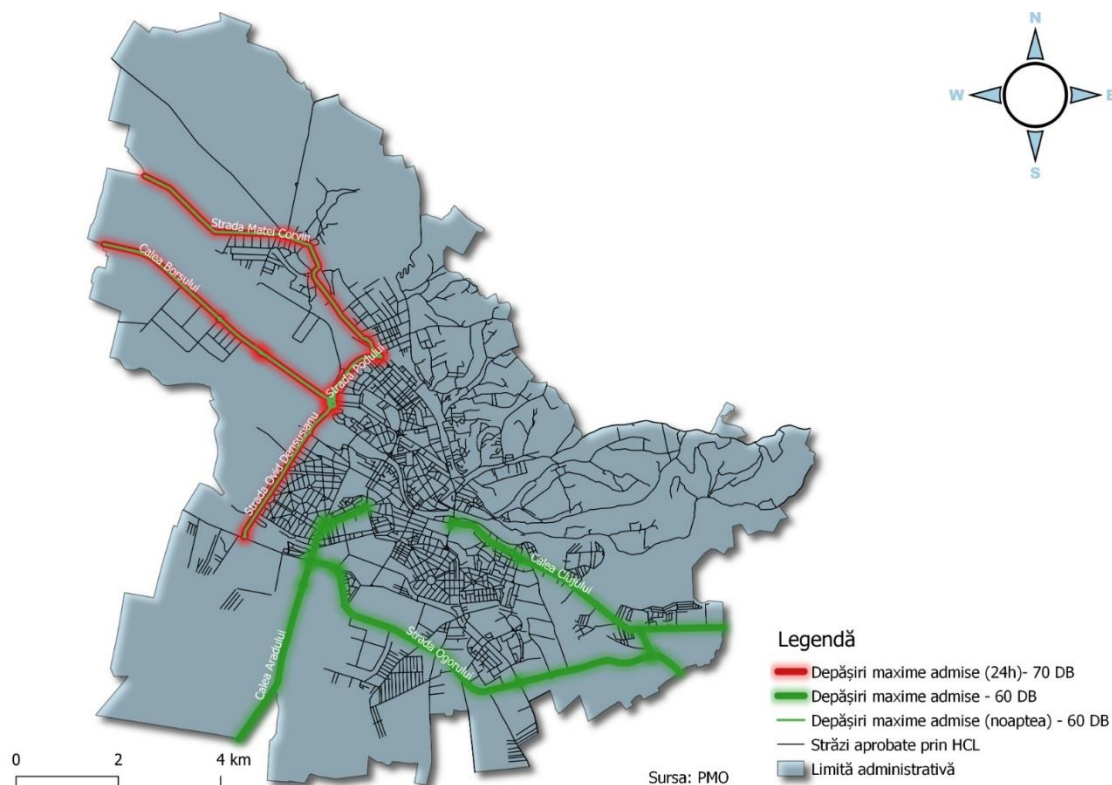 N
W
E
S
Strada Matei Corvin
Calea Borsului
Strada Podului
Strada Ovid Densusianu
Calea Clujului
Strada Ogorului
Calea Aradului
Legendă
Depășiri maxime admise (24h)- 70 DB
Depășiri maxime admise - 60 DB
Depășiri maxime admise (noaptea) - 60 DB
Străzi aprobate prin HCL
Limită administrativă
0 2 4 km
Sursa: PMO